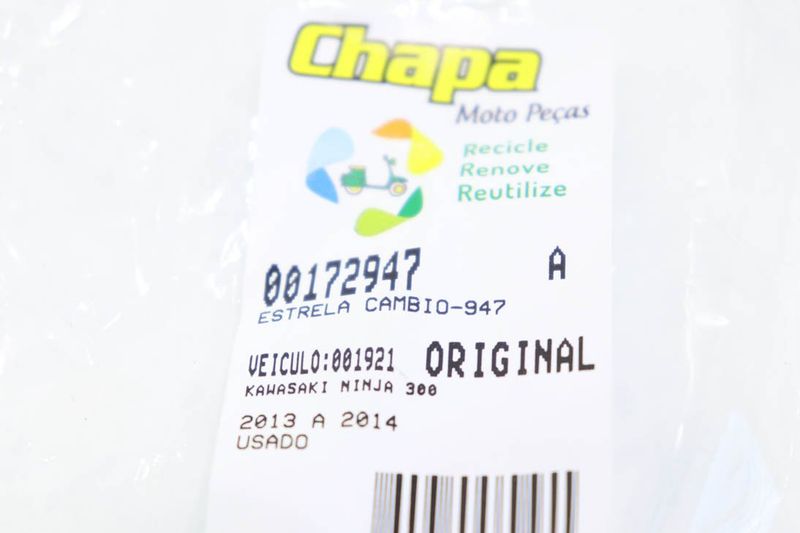 Chapa
Moto Peças
Recicle
Renove
Reutilize
00172947 A
ESTRELA CAMBIO-947
VEICULO:001921 ORIGINAL
KAWASAKI NINJA 300
2013 A 2014
USADO